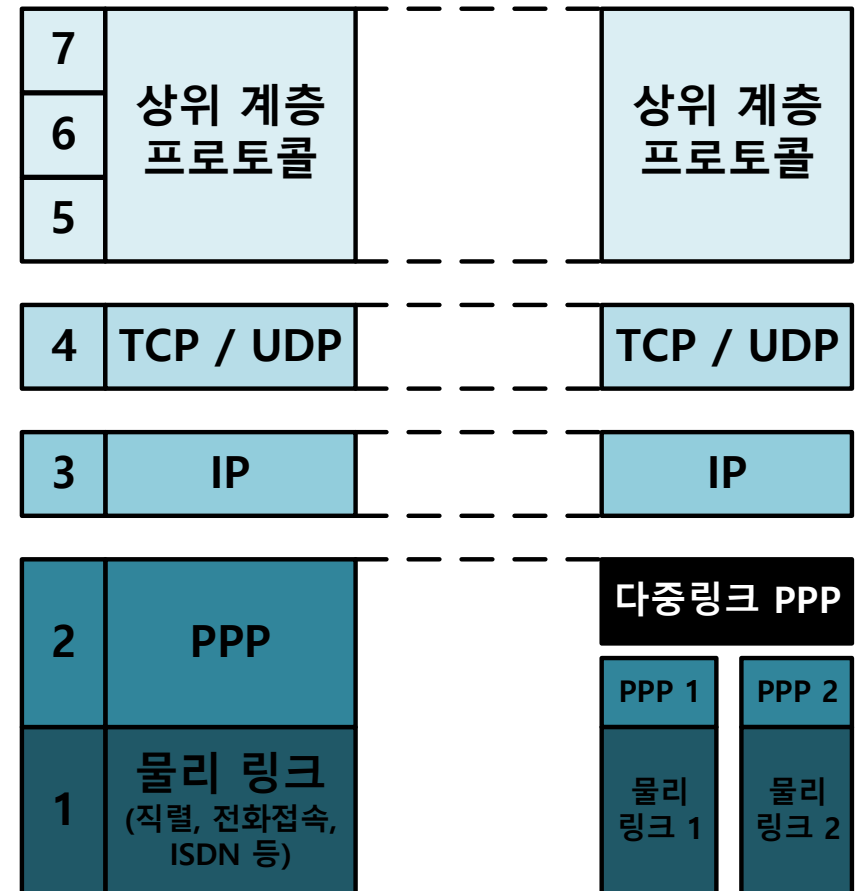 7
6
5
상위 계층
프로토콜
상위 계층
프로토콜
4
TCP / UDP
TCP / UDP
3
IP
IP
2
PPP
다중링크 PPP
PPP 1
PPP 2
1
물리 링크
(직렬, 전화접속,
ISDN 등)
물리
링크 1
물리
링크 2